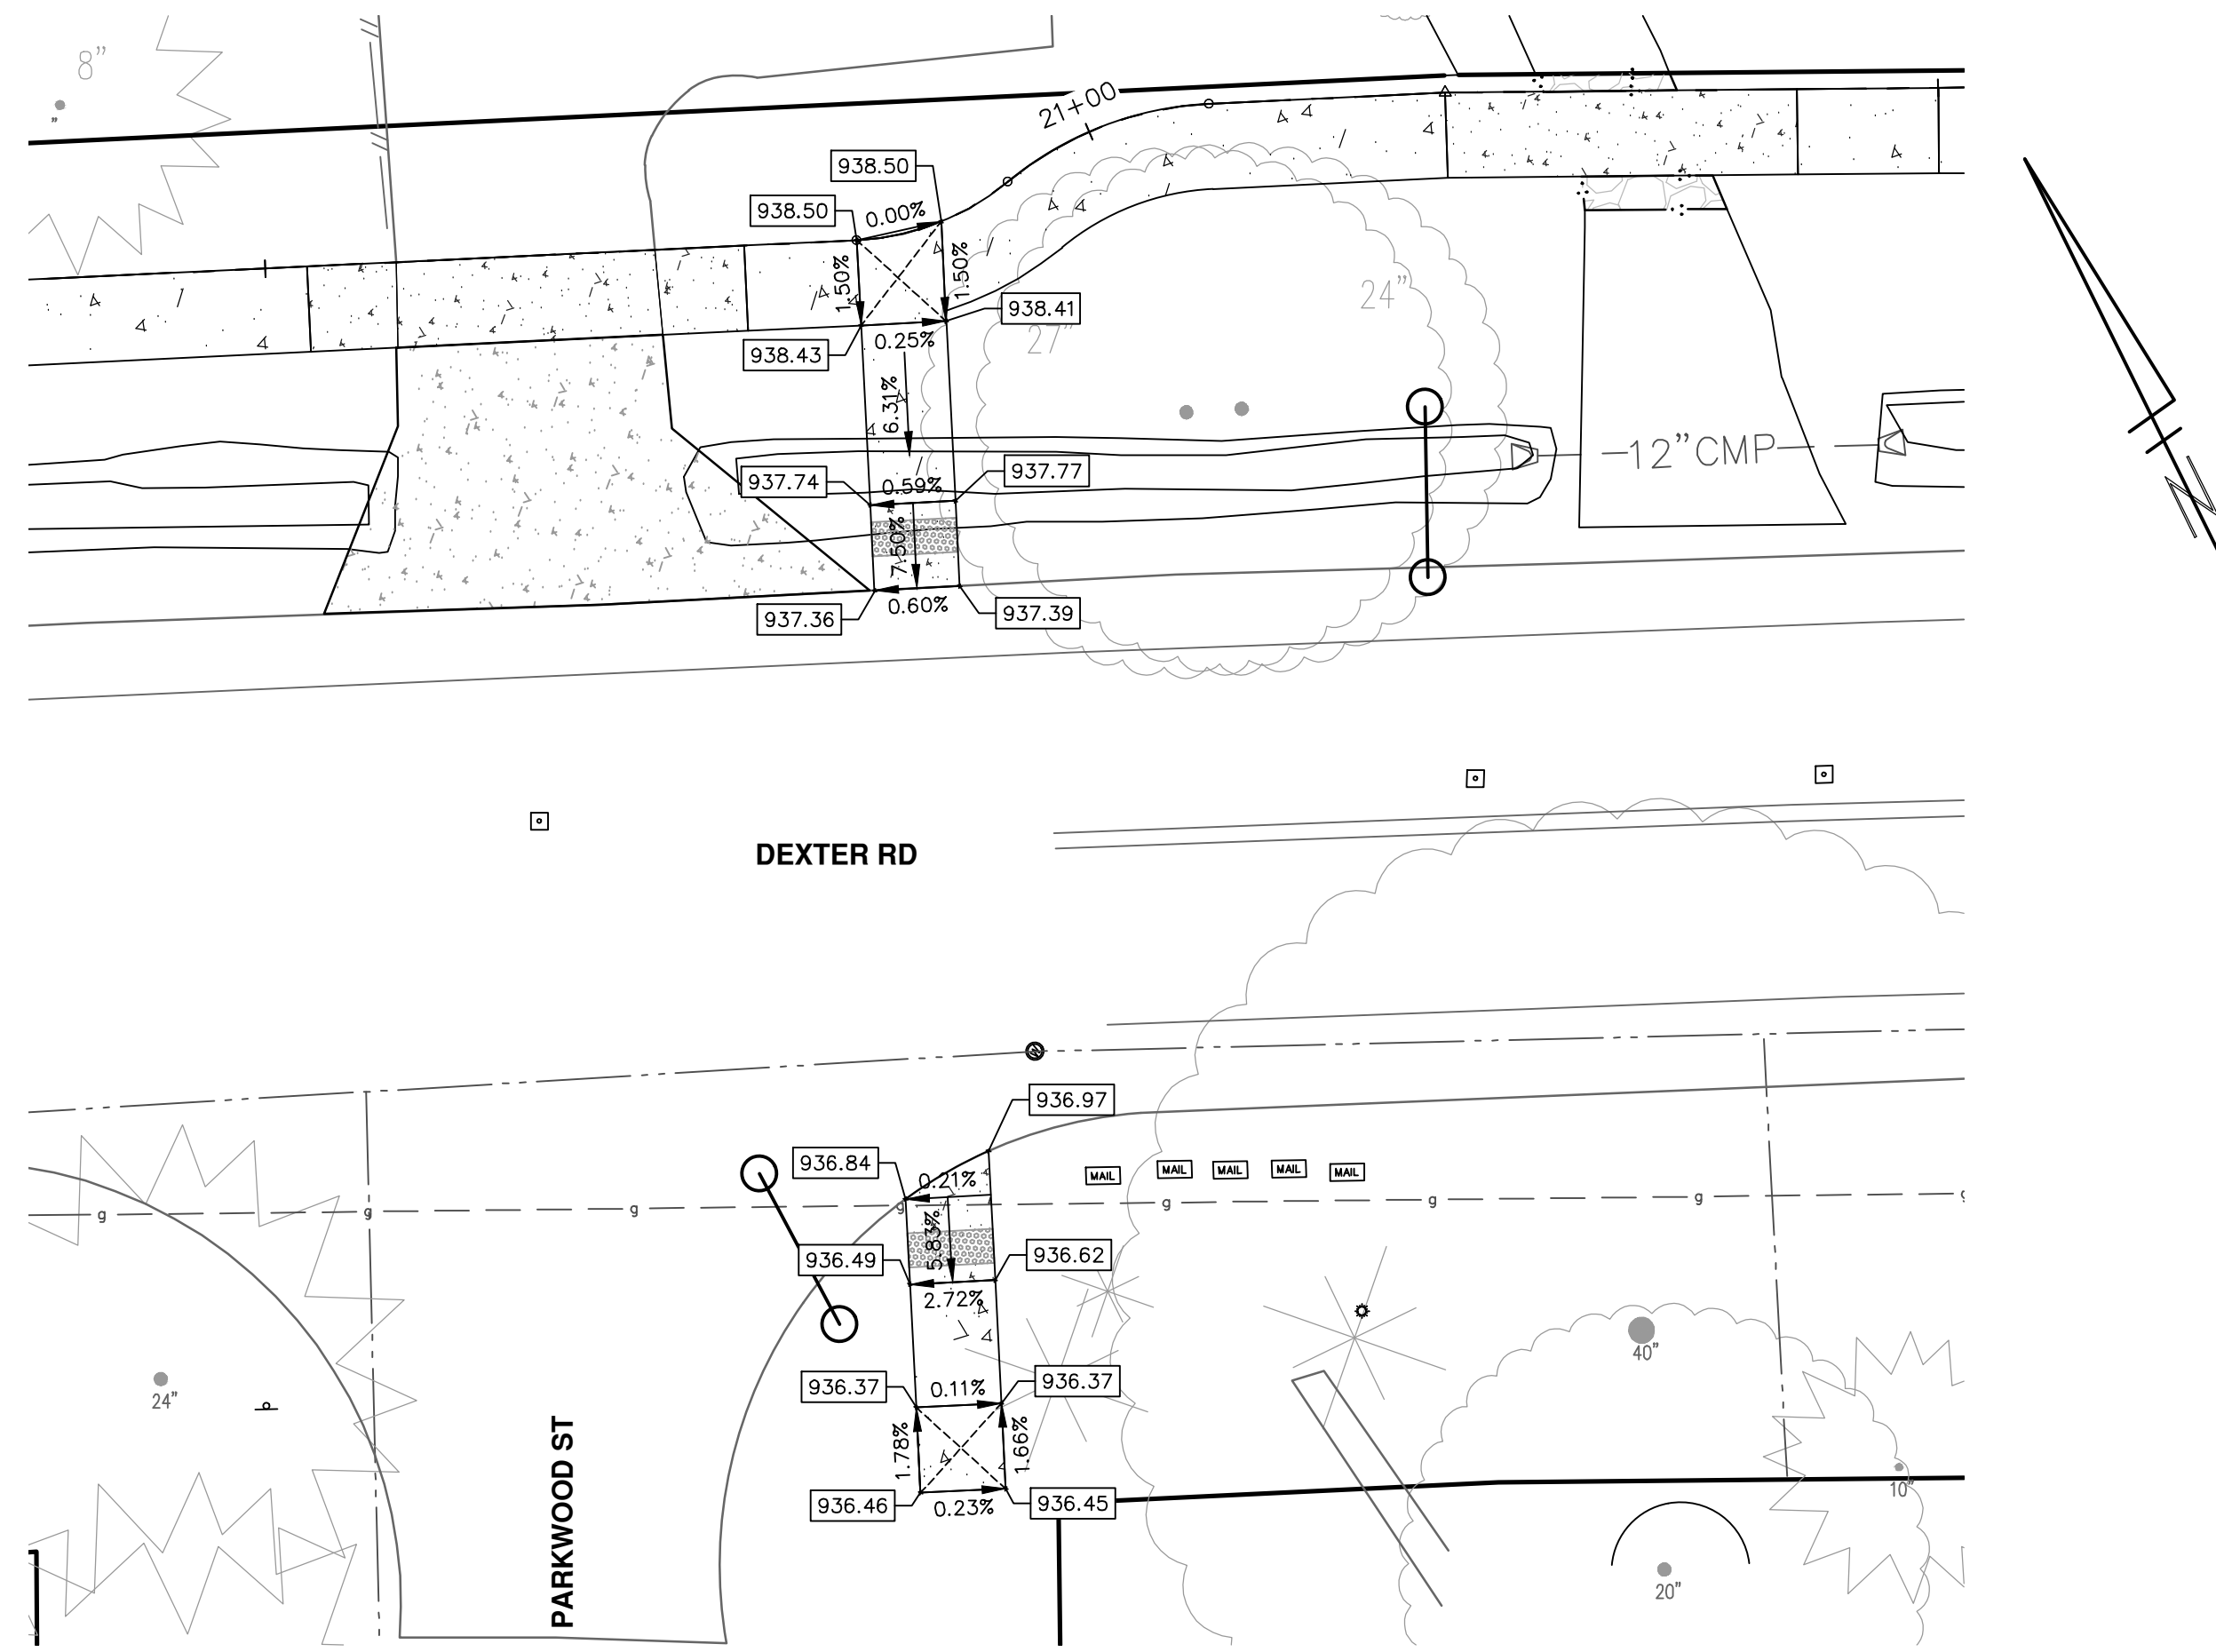 8”
”
21+00
938.50
938.50
0.00%
1.50%
1.50%
24”
938.41
27”
0.25%
938.43
6.31%
12”CMP
937.77
937.74
0.59%
7.50%
0.60%
937.36
937.39
N
DEXTER RD
W
936.97
936.84
0.21%
MAIL
MAIL
MAIL
MAIL
MAIL
g
g
g
g
g
g
g
g
5.83%
936.49
936.62
2.72%
40”
24”
936.37
0.11%
936.37
1.78%
1.66%
PARKWOOD ST
936.46
0.23%
936.45
10”
20”